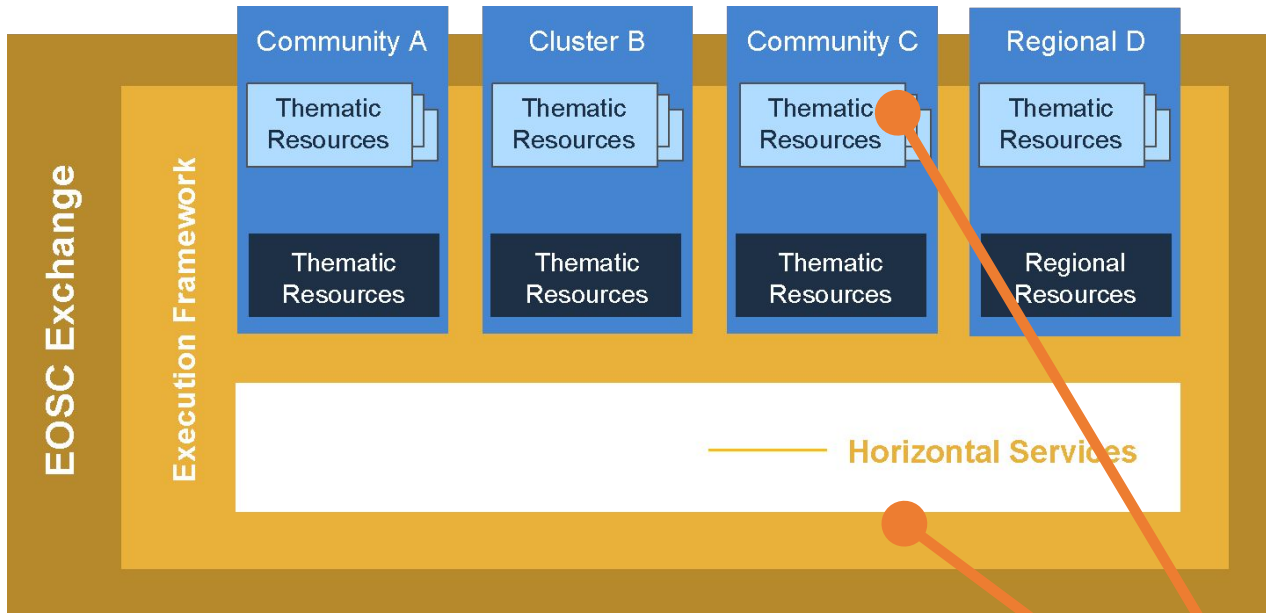 EOSC Exchange
Execution Framework
Community A
Thematic
Resources
Thematic
Resources
Cluster B
Thematic
Resources
Thematic
Resources
Community C
Thematic
Resources
Thematic
Resources
Regional D
Thematic
Resources
Regional
Resources
Horizontal Services